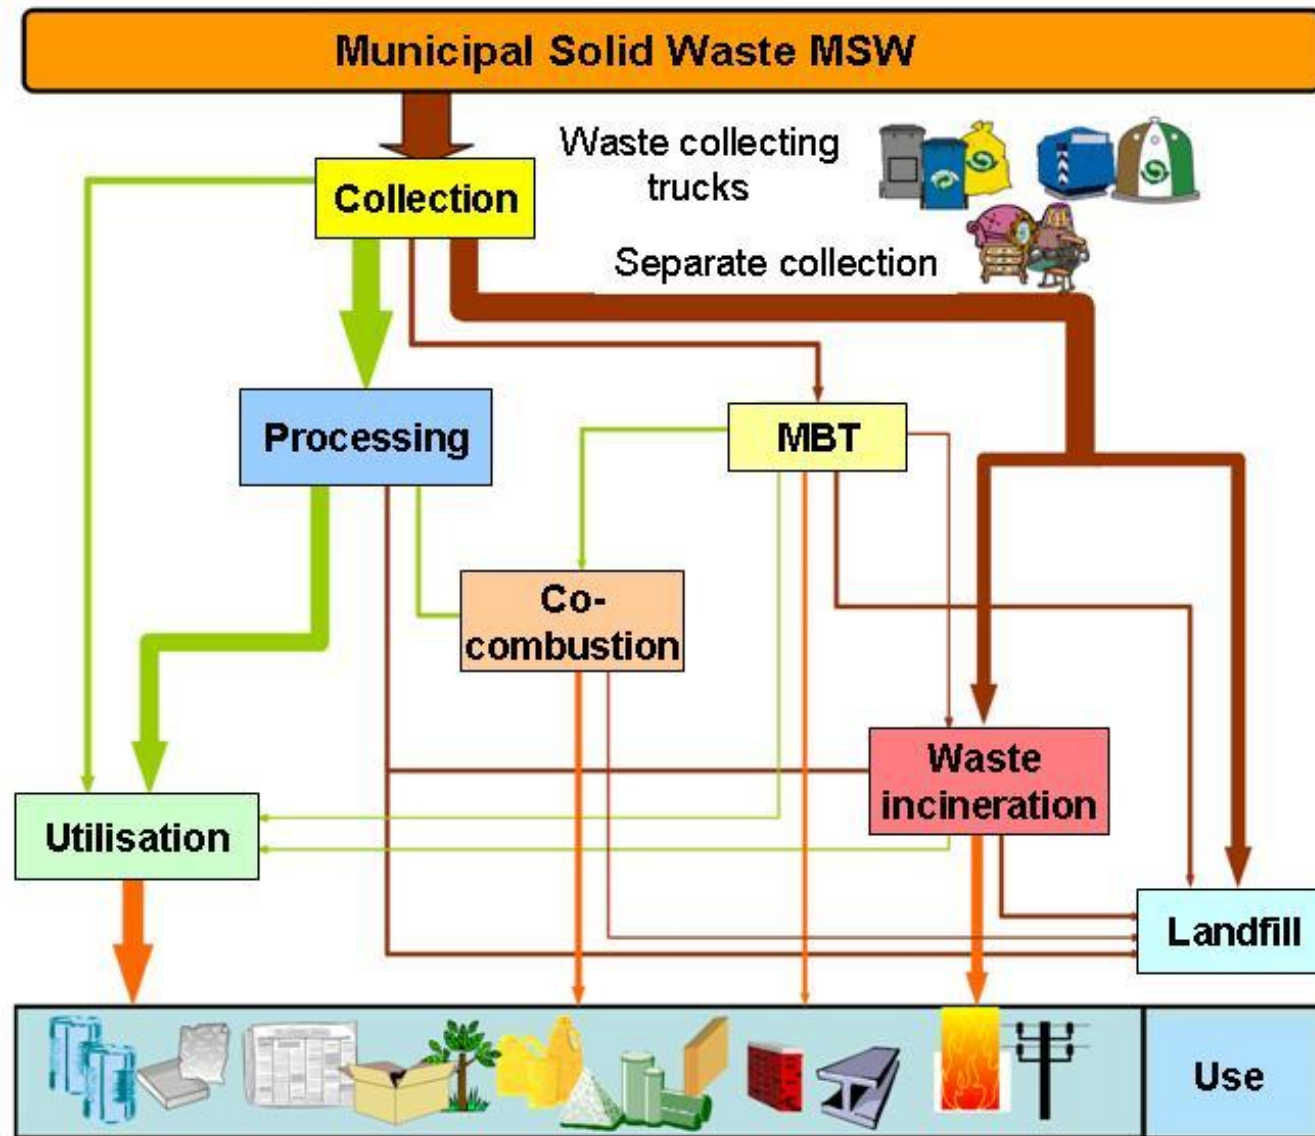 Municipal Solid Waste MSW
Waste collecting
trucks
Collection
Separate collection
Processing
MBT
Co-
combustion
Waste
incineration
Utilisation
Landfill
Use